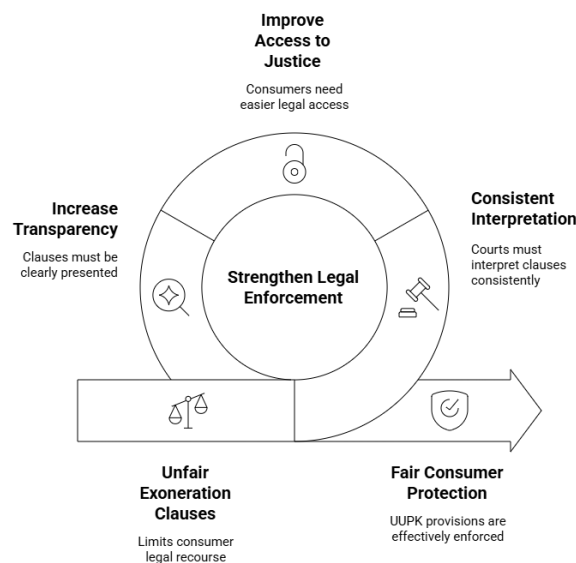 Improve
Access to
Justice
Consumers need
easier legal access
Increase
Transparency
Clauses must be
clearly presented
Consistent
Interpretation
Courts must
interpret clauses
consistently
Strengthen Legal
Enforcement
Unfair
Exoneration
Clauses
Limits consumer
legal recourse
Fair Consumer
Protection
UUPK provisions are
effectively enforced